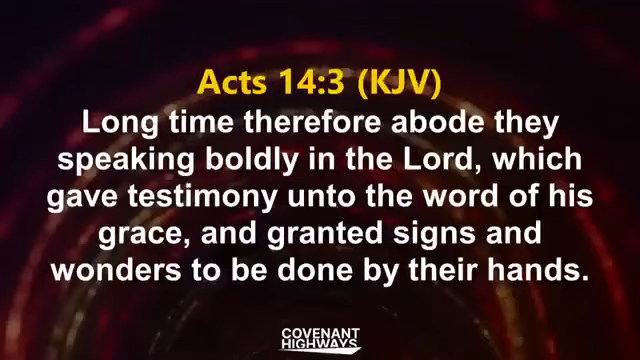 Acts 14:3 (KJV)
Long time therefore abode they
speaking boldly in the Lord, which
gave testimony unto the word of his
grace, and granted signs and
wonders to be done by their hands.
COVENANT
HIGHWAYS